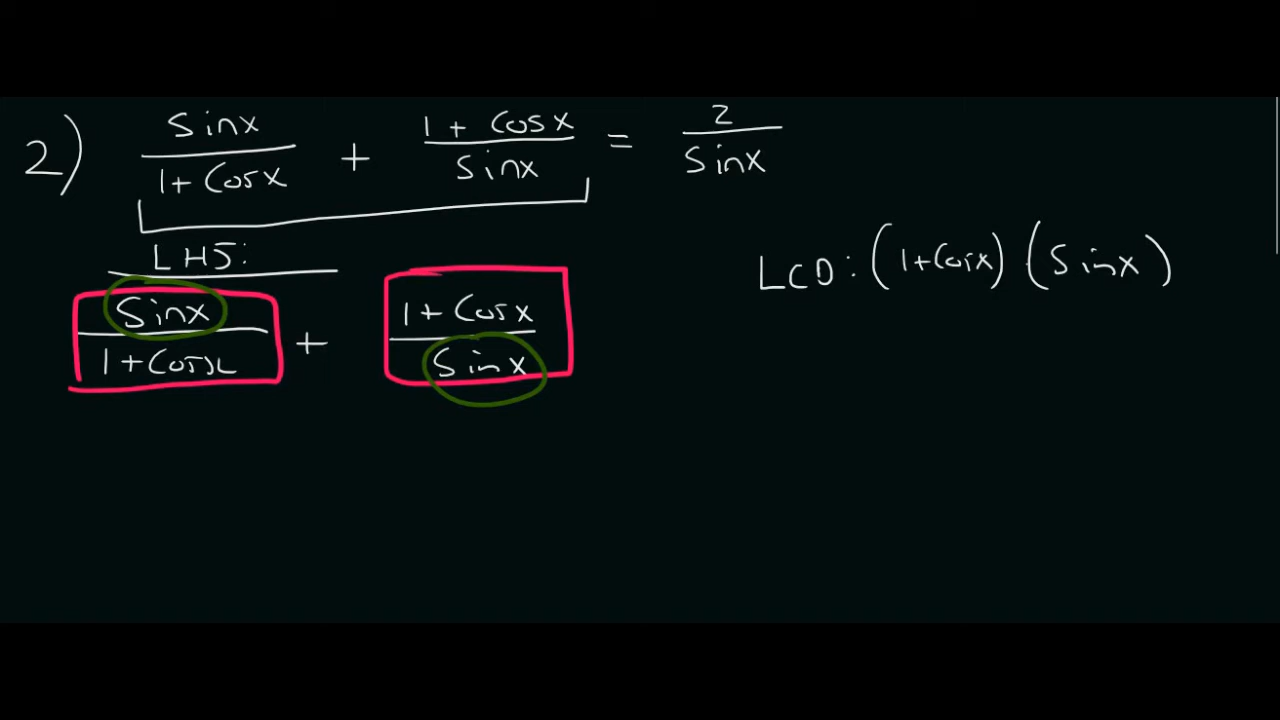 2) Sinx/(1+Cosx) + (1+Cosx)/Sinx = 2/Sinx
LHS:
LCD: (1+Cosx)(Sinx)
Sinx/(1+Cosx) + (1+Cosx)/Sinx